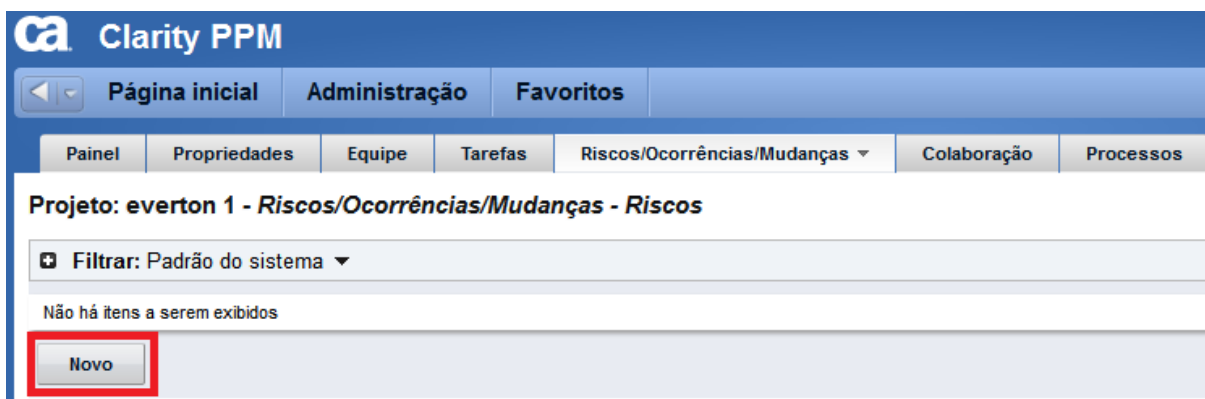 ca Clarity PPM
Página inicial Administração Favoritos
Painel Propriedades Equipe Tarefas Riscos/Ocorrências/Mudanças Colaboração Processos
Projeto: everton 1 - Riscos/Ocorrências/Mudanças - Riscos
Filtrar: Padrão do sistema
Não há itens a serem exibidos
Novo